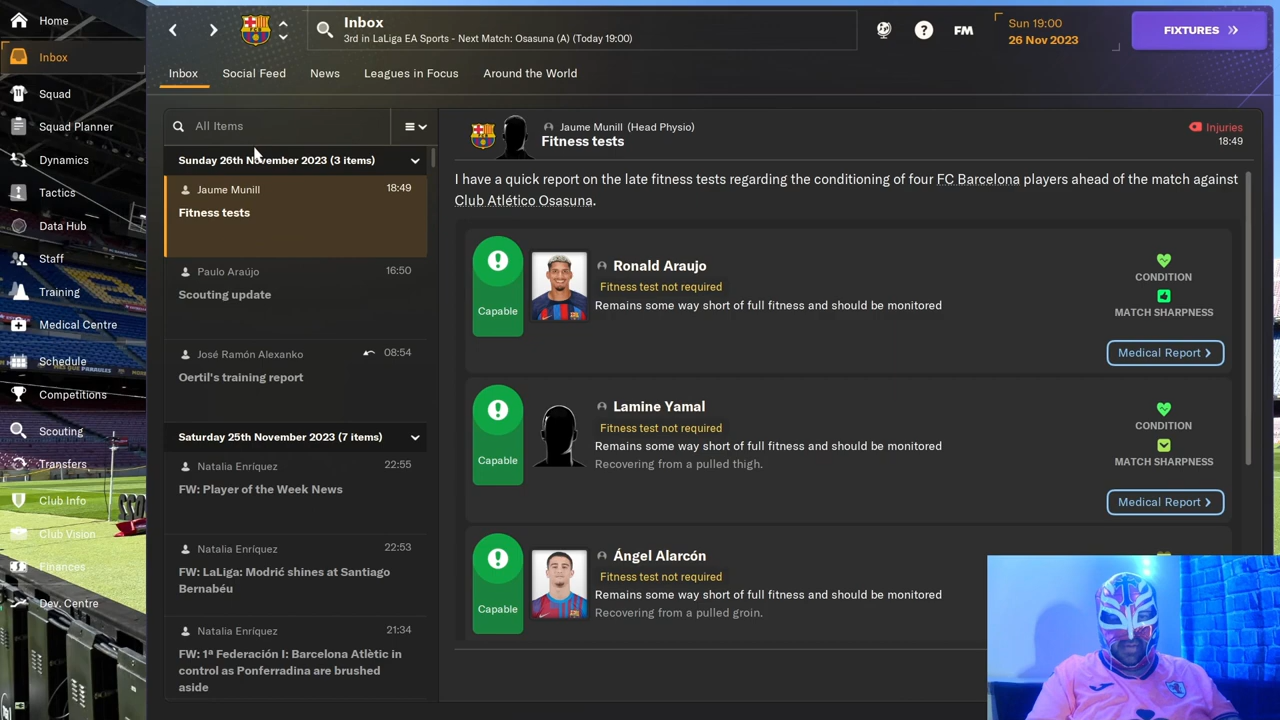 Home
Inbox
Squad
Squad Planner
Dynamics
Tactics
Data Hub
Staff
Training
Medical Centre
Schedule
Competitions
Scouting
Transfers
Club Info
Club Vision
Finances
Dev. Centre
Inbox
3rd in LaLiga EA Sports - Next Match: Osasuna (A) (Today 19:00)
?
FM
Sun 19:00
26 Nov 2023
FIXTURES
Inbox Social Feed News Leagues in Focus Around the World
All Items
Sunday 26th November 2023 (3 items)
Jaume Munill 18:49
Fitness tests
Paulo Araújo 16:50
Scouting update
José Ramón Alexanko 08:54
Oertil's training report
Saturday 25th November 2023 (7 items)
Natalia Enríquez 22:55
FW: Player of the Week News
Natalia Enríquez 22:53
FW: LaLiga: Modrić shines at Santiago
Bernabéu
Natalia Enríquez 21:34
FW: 1ª Federación I: Barcelona Atlètic in
control as Ponferradina are brushed
aside
Jaume Munill (Head Physio)
Fitness tests
Injuries
18:49
I have a quick report on the late fitness tests regarding the conditioning of four FC Barcelona players ahead of the match against
Club Atlético Osasuna.
Capable
Ronald Araujo
Fitness test not required
Remains some way short of full fitness and should be monitored
CONDITION
MATCH SHARPNESS
Medical Report
Capable
Lamine Yamal
Fitness test not required
Remains some way short of full fitness and should be monitored
Recovering from a pulled thigh.
CONDITION
MATCH SHARPNESS
Medical Report
Capable
Ángel Alarcón
Fitness test not required
Remains some way short of full fitness and should be monitored
Recovering from a pulled groin.